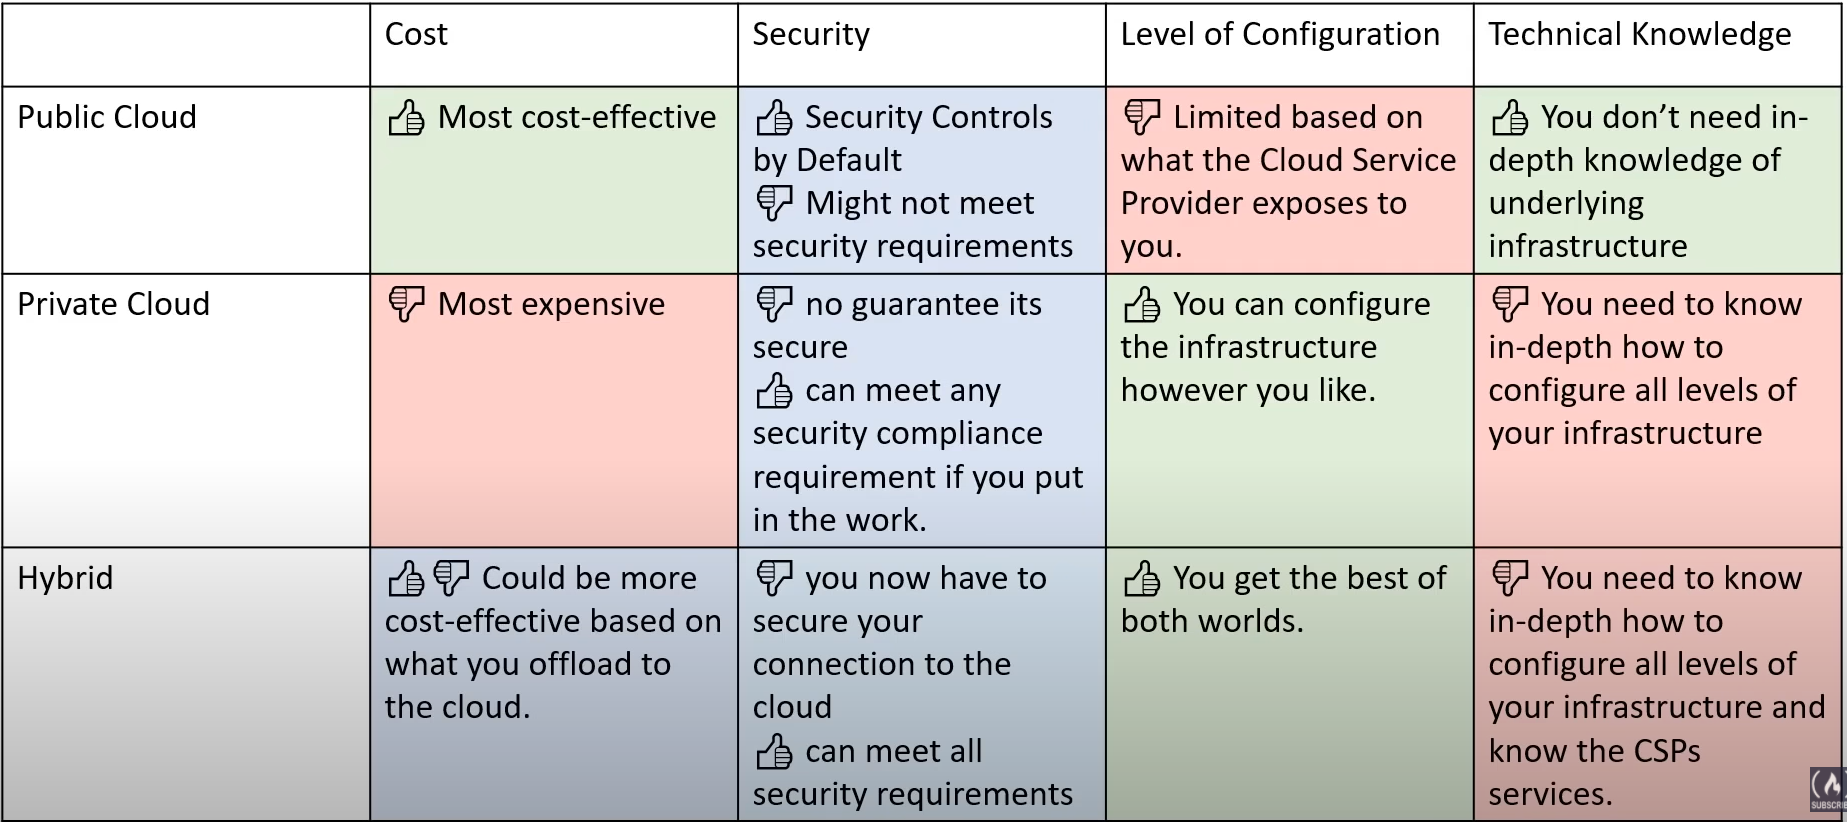 Cost
Security
Level of Configuration
Technical Knowledge
Public Cloud
Most cost-effective
Security Controls
by Default
Might not meet
security requirements
Limited based on
what the Cloud Service
Provider exposes to
you.
You don’t need in-
depth knowledge of
underlying
infrastructure
Private Cloud
Most expensive
no guarantee its
secure
can meet any
security compliance
requirement if you put
in the work.
You can configure
the infrastructure
however you like.
You need to know
in-depth how to
configure all levels of
your infrastructure
Hybrid
Could be more
cost-effective based on
what you offload to
the cloud.
you now have to
secure your
connection to the
cloud
can meet all
security requirements
You get the best of
both worlds.
You need to know
in-depth how to
configure all levels of
your infrastructure and
know the CSPs
services.